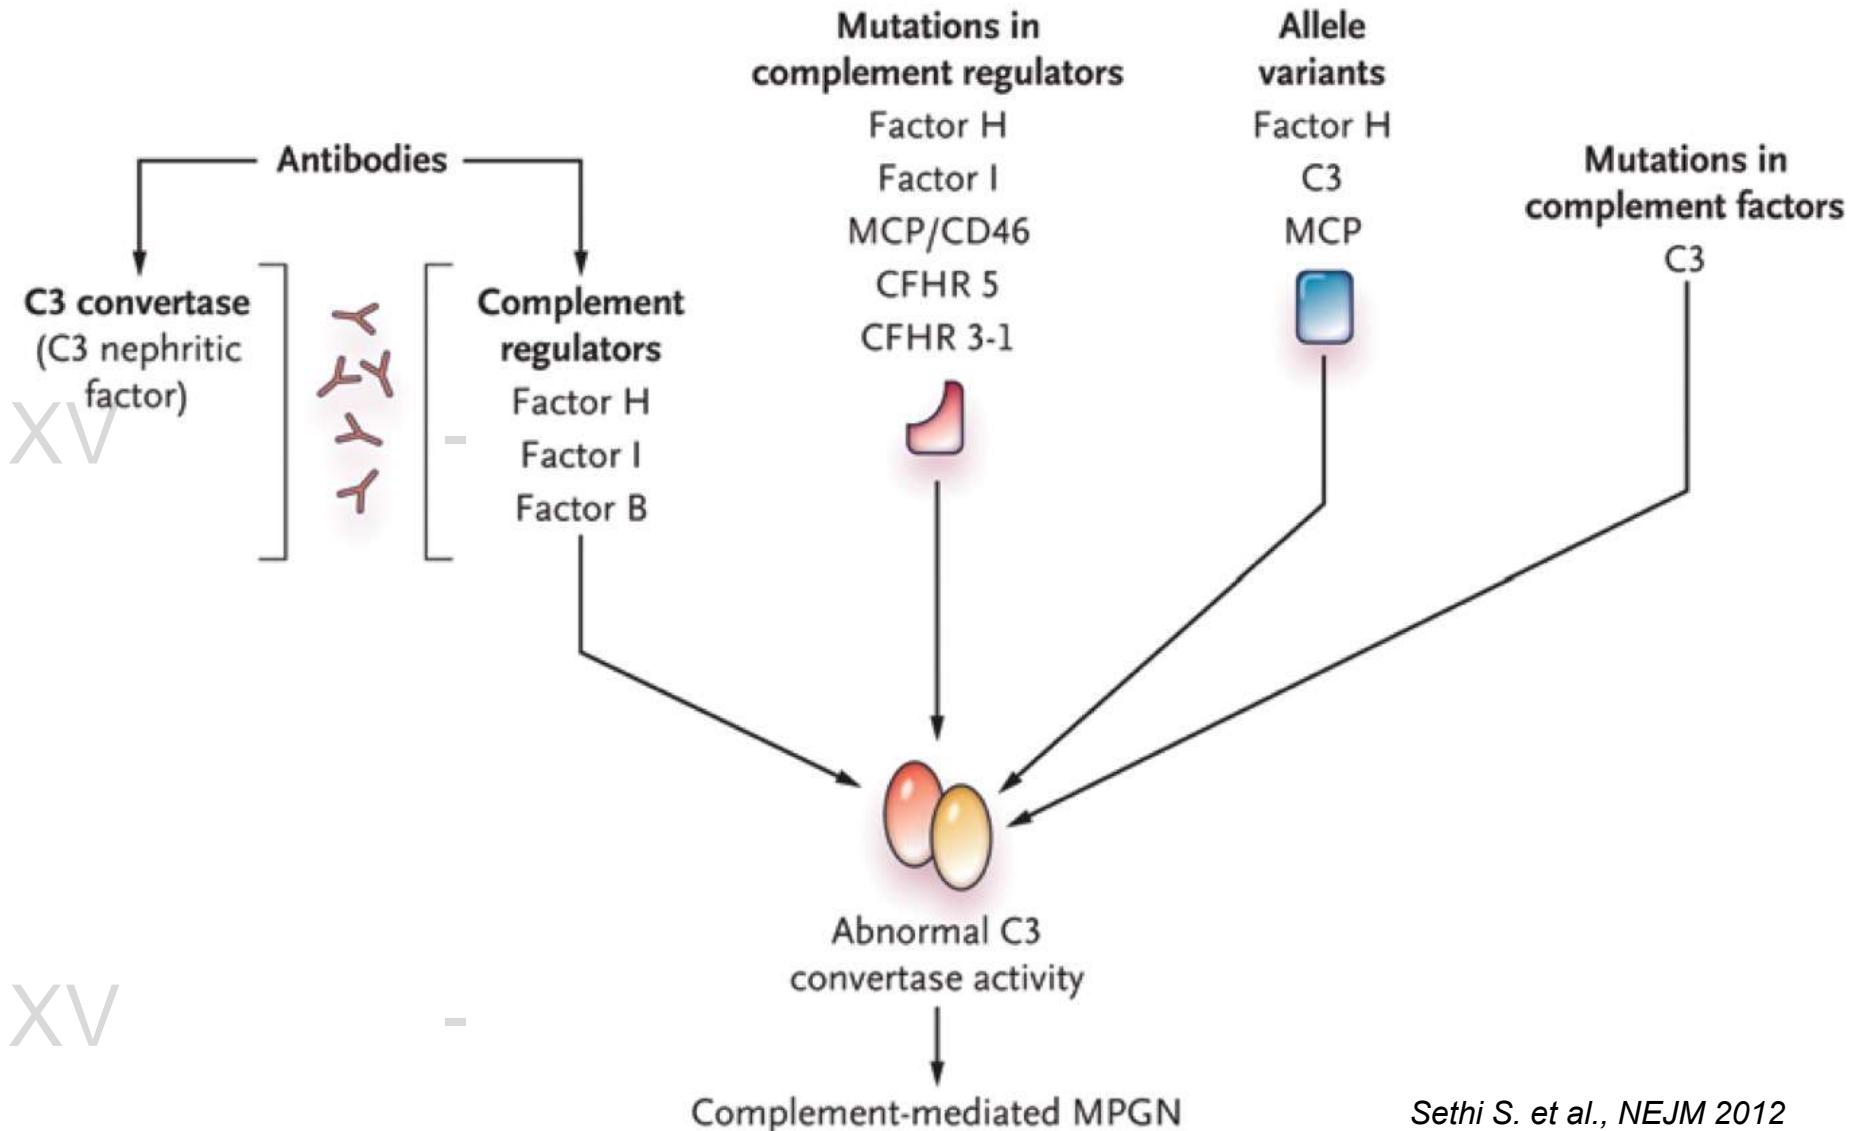 Antibodies
C3 convertase
(C3 nephritic
factor)
Complement
regulators
Factor H
Factor I
Factor B
Mutations in
complement regulators
Factor H
Factor I
MCP/CD46
CFHR 5
CFHR 3-1
Allele
variants
Factor H
C3
MCP
Mutations in
complement factors
C3
XV -
Abnormal C3
convertase activity
XV -
Complement-mediated MPGN
Sethi S. et al., NEJM 2012